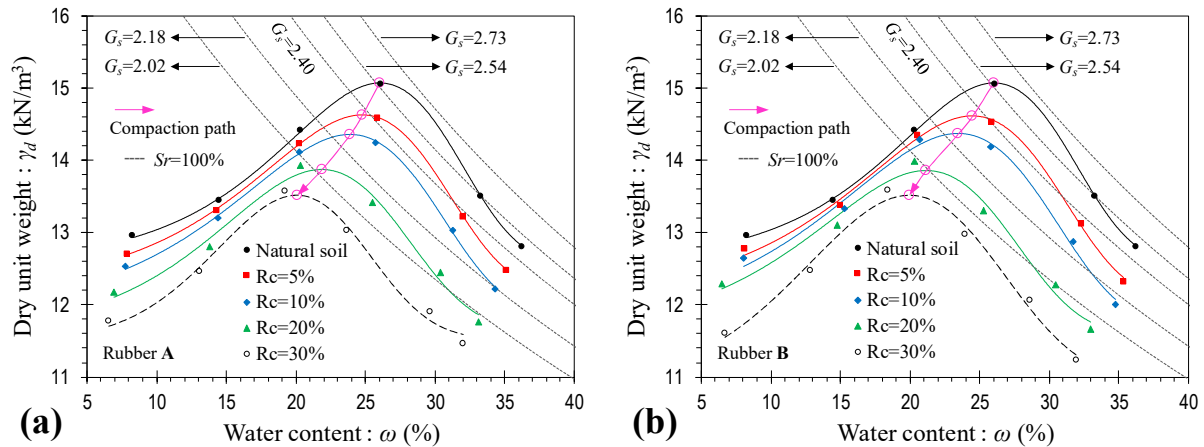 16
15
14
13
12
11
Dry unit weight : γd (kN/m³)
Gs=2.18
Gs=2.02
Gs=2.40
Gs=2.73
Gs=2.54
Compaction path
Sr=100%
Natural soil
Rc=5%
Rc=10%
Rc=20%
Rc=30%
Rubber A
5 10 15 20 25 30 35 40
(a)
Water content : ω (%)
16
15
14
13
12
11
Dry unit weight : γd (kN/m³)
Gs=2.18
Gs=2.02
Gs=2.40
Gs=2.73
Gs=2.54
Compaction path
Sr=100%
Natural soil
Rc=5%
Rc=10%
Rc=20%
Rc=30%
Rubber B
5 10 15 20 25 30 35 40
(b)
Water content : ω (%)